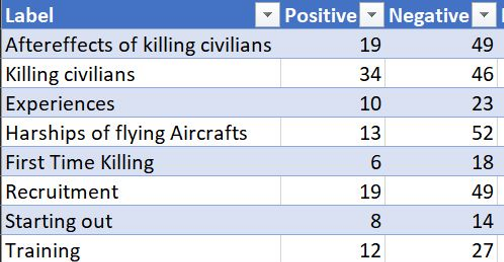 Label Positive Negative
Aftereffects of killing civilians 19 49
Killing civilians 34 46
Experiences 10 23
Harships of flying Aircrafts 13 52
First Time Killing 6 18
Recruitment 19 49
Starting out 8 14
Training 12 27